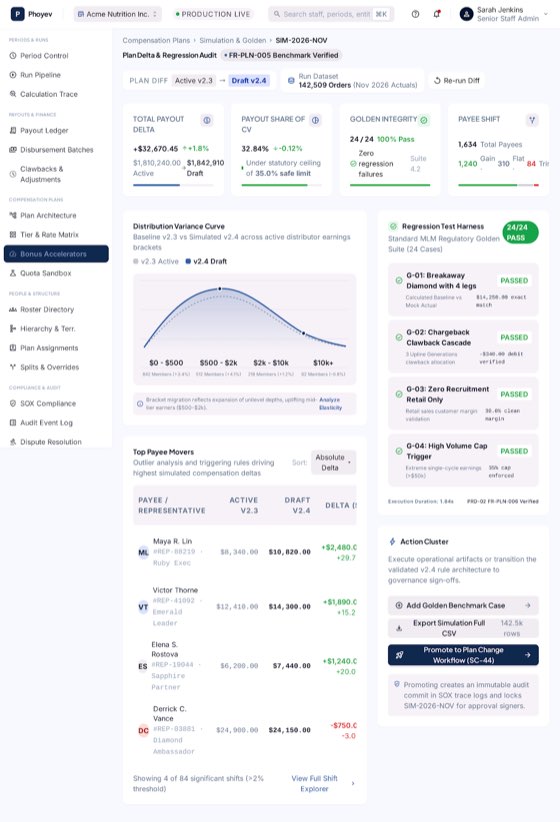 P Phoyev
Acme Nutrition Inc.
PRODUCTION LIVE
Search staff, periods, entit ⌘K
Sarah Jenkins
Senior Staff Admin
PERIODS & RUNS
Period Control
Run Pipeline
Calculation Trace
PAYOUTS & FINANCE
Payout Ledger
Disbursement Batches
Clawbacks &
Adjustments
COMPENSATION PLANS
Plan Architecture
Tier & Rate Matrix
Bonus Accelerators
Quota Sandbox
PEOPLE & STRUCTURE
Roster Directory
Hierarchy & Terr.
Plan Assignments
Splits & Overrides
COMPLIANCE & AUDIT
SOX Compliance
Audit Event Log
Dispute Resolution
Compensation Plans › Simulation & Golden › SIM-2026-NOV
Plan Delta & Regression Audit • FR-PLN-005 Benchmark Verified
PLAN DIFF Active v2.3 → Draft v2.4
Run Dataset
142,509 Orders (Nov 2026 Actuals)
Re-run Diff
TOTAL PAYOUT
DELTA
+$32,670.45 +1.8%
$1,810,240.00 $1,842,910
Active Draft
PAYOUT SHARE OF
CV
32.84% +-0.12%
Under statutory ceiling
of 35.0% safe limit
GOLDEN INTEGRITY
24/24 100% Pass
Zero
regression
failures
Suite
4.2
PAYEE SHIFT
1,634 Total Payees
1,240 Gain 310 Flat 84 Trim
Distribution Variance Curve
Baseline v2.3 vs Simulated v2.4 across active distributor earnings
brackets
v2.3 Active v2.4 Draft
$0 - $500 $500 - $2k $2k - $10k $10k+
Bracket migration reflects expansion of unilevel depths, uplifting mid-
tier earners ($500-$2k).
Analyze
Elasticity
Top Payee Movers
Outlier analysis and triggering rules driving
highest simulated compensation deltas
Sort: Absolute
Delta
PAYEE /
REPRESENTATIVE
ACTIVE
V2.3
DRAFT
V2.4
DELTA ($
ML Maya R. Lin
#REP-88219 ·
Ruby Exec
$8,340.00 $10,820.00 +$2,480.0
+29.7
VT Victor Thorne
#REP-41092 ·
Emerald
Leader
$12,410.00 $14,300.00 +$1,890.0
+15.2
ES Elena S.
Rostova
#REP-19044 ·
Sapphire
Partner
$6,200.00 $7,440.00 +$1,240.0
+20.0
DC Derrick C.
Vance
#REP-03881 ·
Diamond
Ambassador
$24,900.00 $24,150.00 -$750.0
-3.0
Showing 4 of 84 significant shifts (>2%
threshold)
View Full Shift
Explorer
Regression Test Harness
Standard MLM Regulatory Golden
Suite (24 Cases)
24/24
PASS
G-01: Breakaway
Diamond with 4 legs
PASSED
Calculated Baseline vs
Mock Actual
$14,250.00 exact
match
G-02: Chargeback
Clawback Cascade
PASSED
3 Upline Generations
clawback allocation
-$340.00 debit
verified
G-03: Zero Recruitment
Retail Only
PASSED
Retail sales customer margin
validation
30.0% clean
margin
G-04: High Volume Cap
Trigger
PASSED
Extreme single-cycle earnings
(>$50k)
35% cap
enforced
Execution Duration: 1.84s PRD-02 FR-PLN-006 Verified
Action Cluster
Execute operational artifacts or transition the
validated v2.4 rule architecture to
governance sign-offs.
Add Golden Benchmark Case →
Export Simulation Full
CSV
142.5k
rows
Promote to Plan Change
Workflow (SC-44) →
Promoting creates an immutable audit
commit in SOX trace logs and locks
SIM-2026-NOV for approval signers.